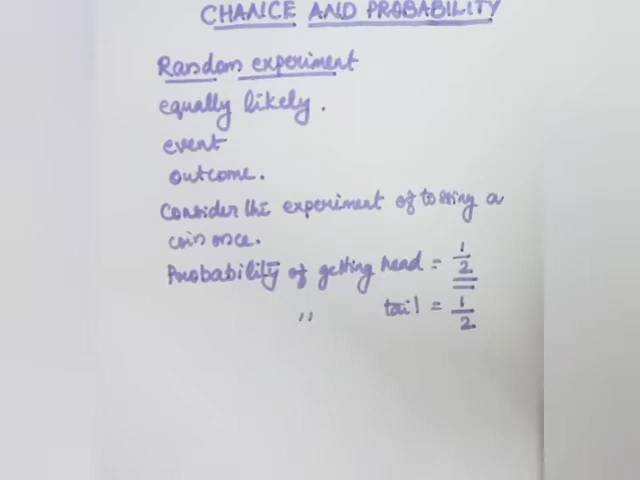 CHANCE AND PROBABILITY
Random experiment
equally likely.
event
outcome.
Consider the experiment of tossing a
coin once.
Probability of getting head = 1/2
,, tail = 1/2